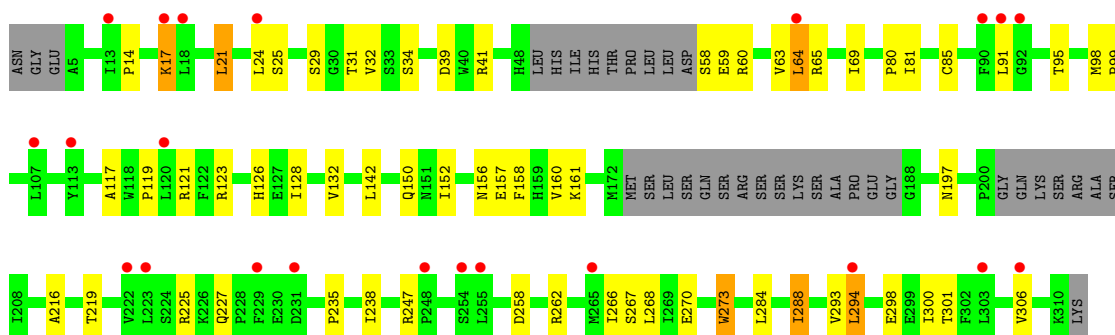 ASN GLY GLU A5 I13 P14 K17 L18 L21 L24 S25 S29 G30 T31 V32 S33 S34 D39 W40 R41 H48 LEU HIS ILE HIS THR PRO LEU LEU LEU ASP S58 E59 R60 V63 L64 R65 I69 P80 I81 C85 F90 L91 G92 T95 M98 P99
L107 Y113 A117 W118 P119 L120 R121 F122 R123 H126 E127 I128 V132 L142 Q150 N151 I152 N156 E157 F158 H159 V160 K161 M172 MET SER LEU SER GLN SER ARG SER SER LYS SER ALA PRO GLU GLY G188 N197 P200 GLY GLN LYS SER ARG ALA SER
I208 A216 T219 V222 L223 S224 R225 K226 Q227 P228 F229 E230 D231 P235 I238 R247 P248 S254 L255 D258 R262 M265 I266 S267 L268 I269 E270 W273 L284 I288 V293 L294 E298 E299 I300 T301 F302 L303 V306 K310 LYS